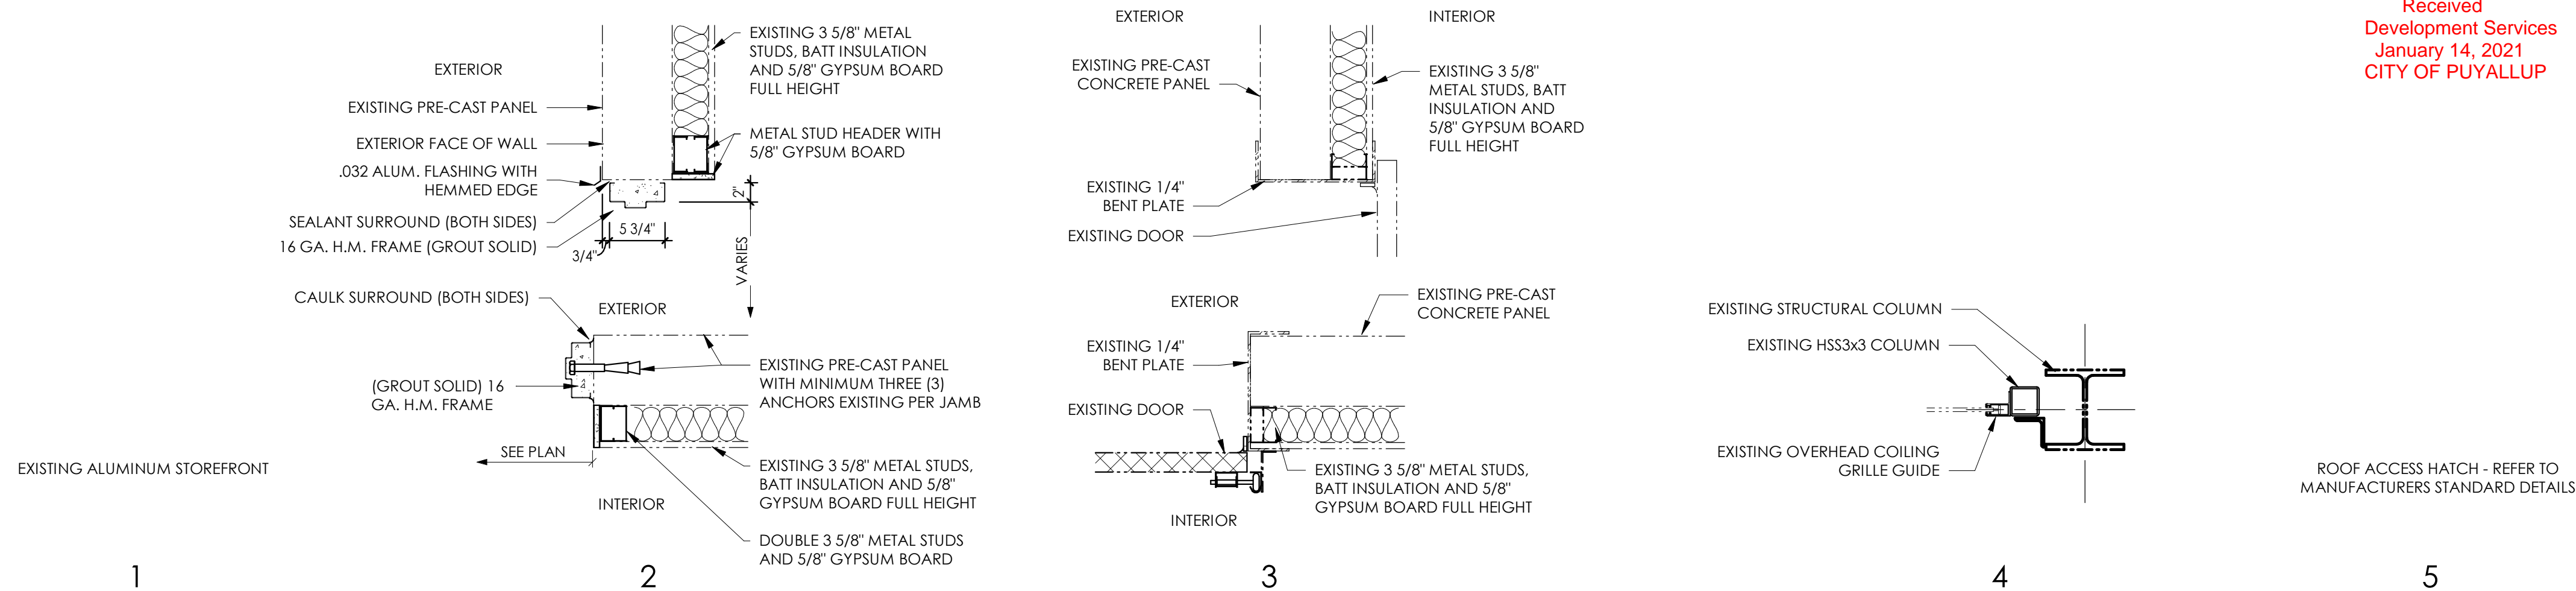 Received
Development Services
January 14, 2021
CITY OF PUYALLUP
EXISTING ALUMINUM STOREFRONT
1
EXTERIOR
EXISTING PRE-CAST PANEL
EXTERIOR FACE OF WALL
.032 ALUM. FLASHING WITH
HEMMED EDGE
SEALANT SURROUND (BOTH SIDES)
16 GA. H.M. FRAME (GROUT SOLID)
3/4"
5 3/4"
2"
VARIES
EXISTING 3 5/8" METAL
STUDS, BATT INSULATION
AND 5/8" GYPSUM BOARD
FULL HEIGHT
METAL STUD HEADER WITH
5/8" GYPSUM BOARD
CAULK SURROUND (BOTH SIDES)
EXTERIOR
(GROUT SOLID) 16
GA. H.M. FRAME
SEE PLAN
INTERIOR
EXISTING PRE-CAST PANEL
WITH MINIMUM THREE (3)
ANCHORS EXISTING PER JAMB
EXISTING 3 5/8" METAL STUDS,
BATT INSULATION AND 5/8"
GYPSUM BOARD FULL HEIGHT
DOUBLE 3 5/8" METAL STUDS
AND 5/8" GYPSUM BOARD
2
EXTERIOR
INTERIOR
EXISTING PRE-CAST
CONCRETE PANEL
EXISTING 3 5/8"
METAL STUDS, BATT
INSULATION AND
5/8" GYPSUM BOARD
FULL HEIGHT
EXISTING 1/4"
BENT PLATE
EXISTING DOOR
EXTERIOR
EXISTING PRE-CAST
CONCRETE PANEL
EXISTING 1/4"
BENT PLATE
EXISTING DOOR
EXISTING 3 5/8" METAL STUDS,
BATT INSULATION AND 5/8"
GYPSUM BOARD FULL HEIGHT
INTERIOR
3
EXISTING STRUCTURAL COLUMN
EXISTING HSS3x3 COLUMN
EXISTING OVERHEAD COILING
GRILLE GUIDE
4
ROOF ACCESS HATCH - REFER TO
MANUFACTURERS STANDARD DETAILS
5